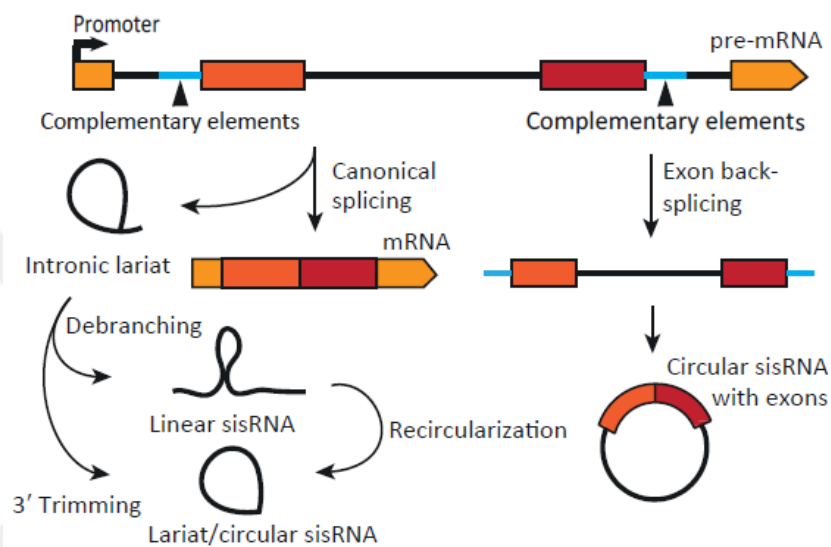 Promoter
pre-mRNA
Complementary elements
Complementary elements
Canonical
splicing
Exon back-
splicing
mRNA
Intronic lariat
Debranching
Circular sisRNA
with exons
Linear sisRNA
Recircularization
3′ Trimming
Lariat/circular sisRNA